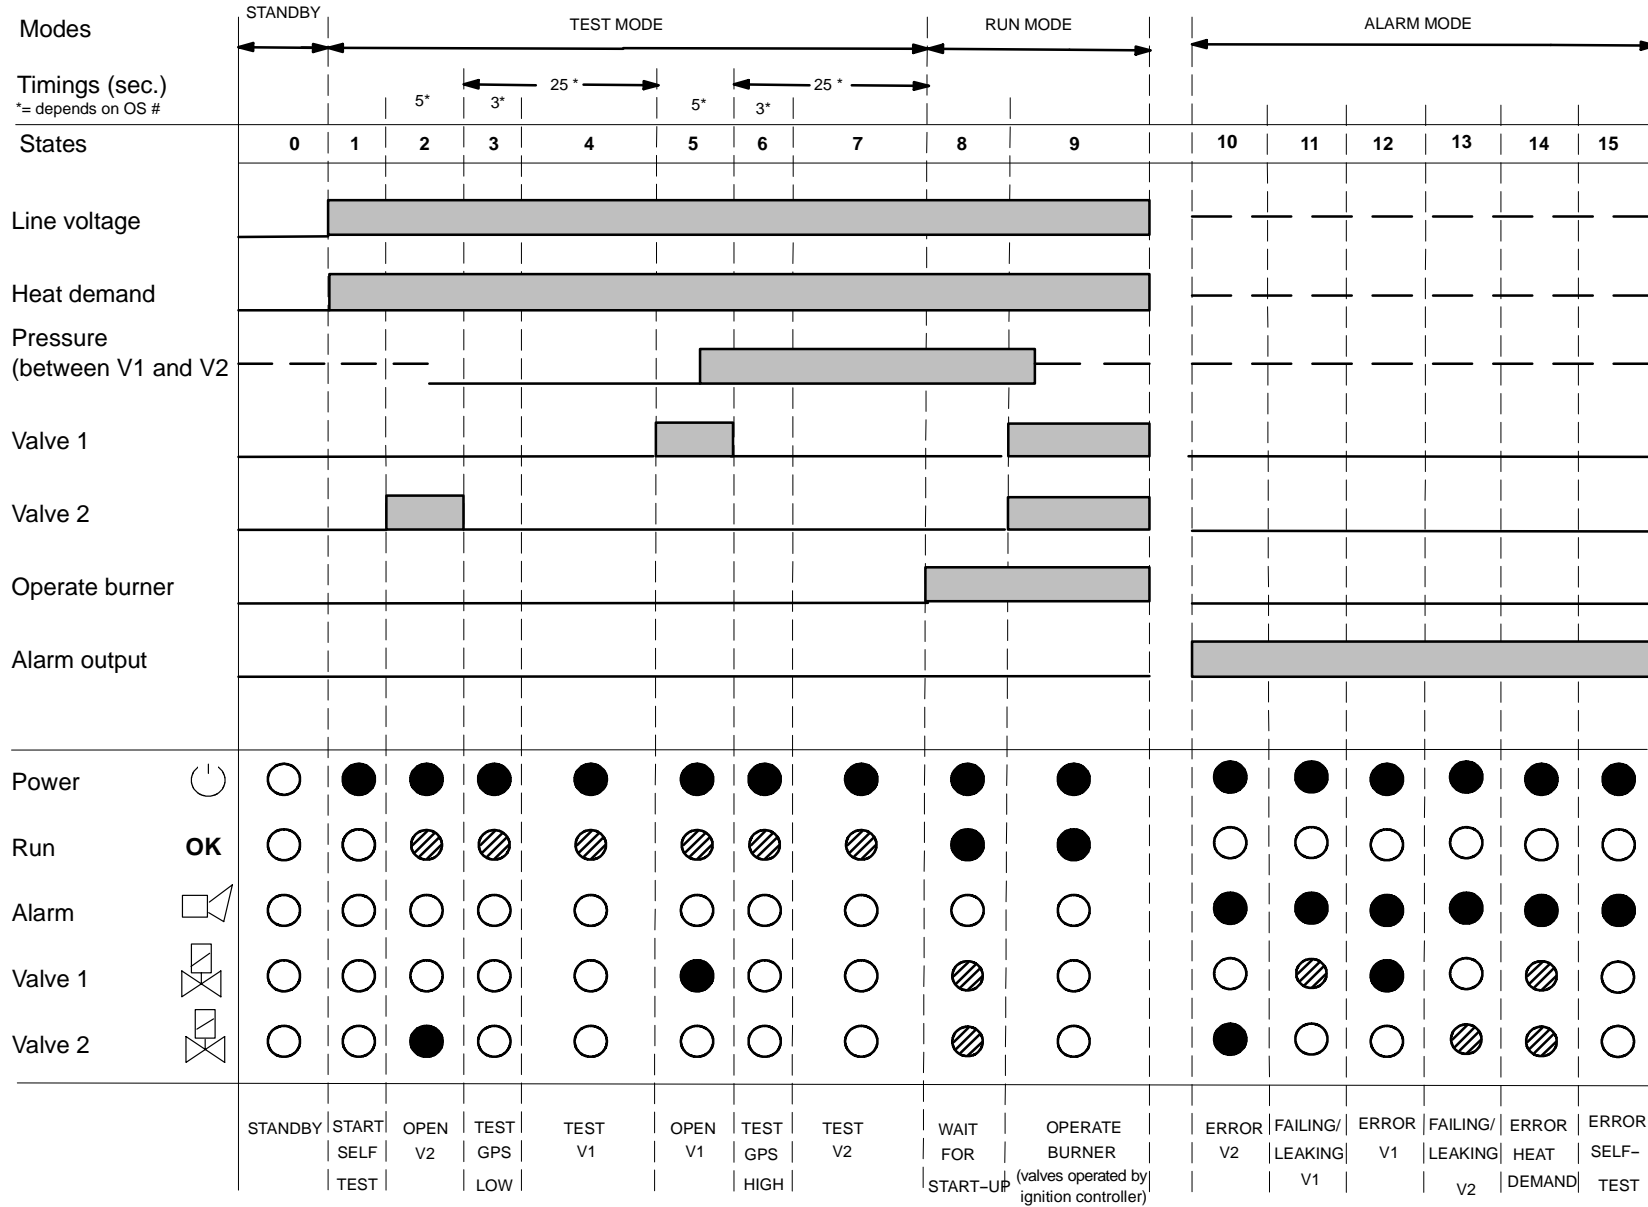 STANDBY
Modes
TEST MODE
RUN MODE
ALARM MODE
Timings (sec.)
*= depends on OS #
5*
3*
25 *
5*
3*
25 *
States
0 1 2 3 4 5 6 7 8 9 10 11 12 13 14 15
Line voltage
Heat demand
Pressure
(between V1 and V2
Valve 1
Valve 2
Operate burner
Alarm output
Power
Run OK
Alarm
Valve 1
Valve 2
STANDBY
START
SELF
TEST
OPEN
V2
TEST
GPS
LOW
TEST
V1
OPEN
V1
TEST
GPS
HIGH
TEST
V2
WAIT
FOR
START-UP
OPERATE
BURNER
(valves operated by
ignition controller)
ERROR
V2
FAILING/
LEAKING
V1
ERROR
V1
FAILING/
LEAKING
V2
ERROR
HEAT
DEMAND
ERROR
SELF-
TEST